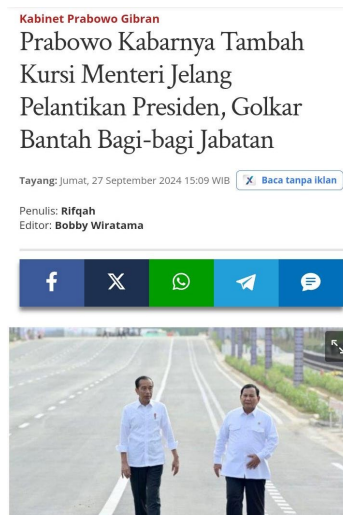 Kabinet Prabowo Gibran
Prabowo Kabarnya Tambah
Kursi Menteri Jelang
Pelantikan Presiden, Golkar
Bantah Bagi-bagi Jabatan
Tayang: Jumat, 27 September 2024 15:09 WIB
Baca tanpa iklan
Penulis: Rifqah
Editor: Bobby Wiratama